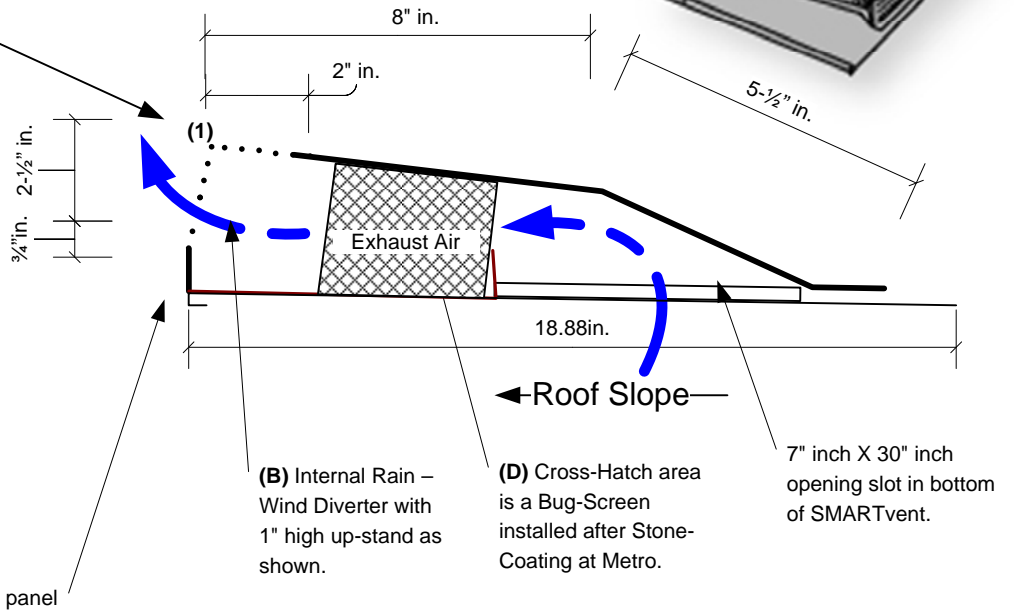 8" in.
2" in.
5-½" in.
(1)
2-½" in.
¾"in.
Exhaust Air
18.88in.
Roof Slope
(B) Internal Rain –
Wind Diverter with
1" high up-stand as
shown.
(D) Cross-Hatch area
is a Bug-Screen
installed after Stone-
Coating at Metro.
7" inch X 30" inch
opening slot in bottom
of SMARTvent.
panel